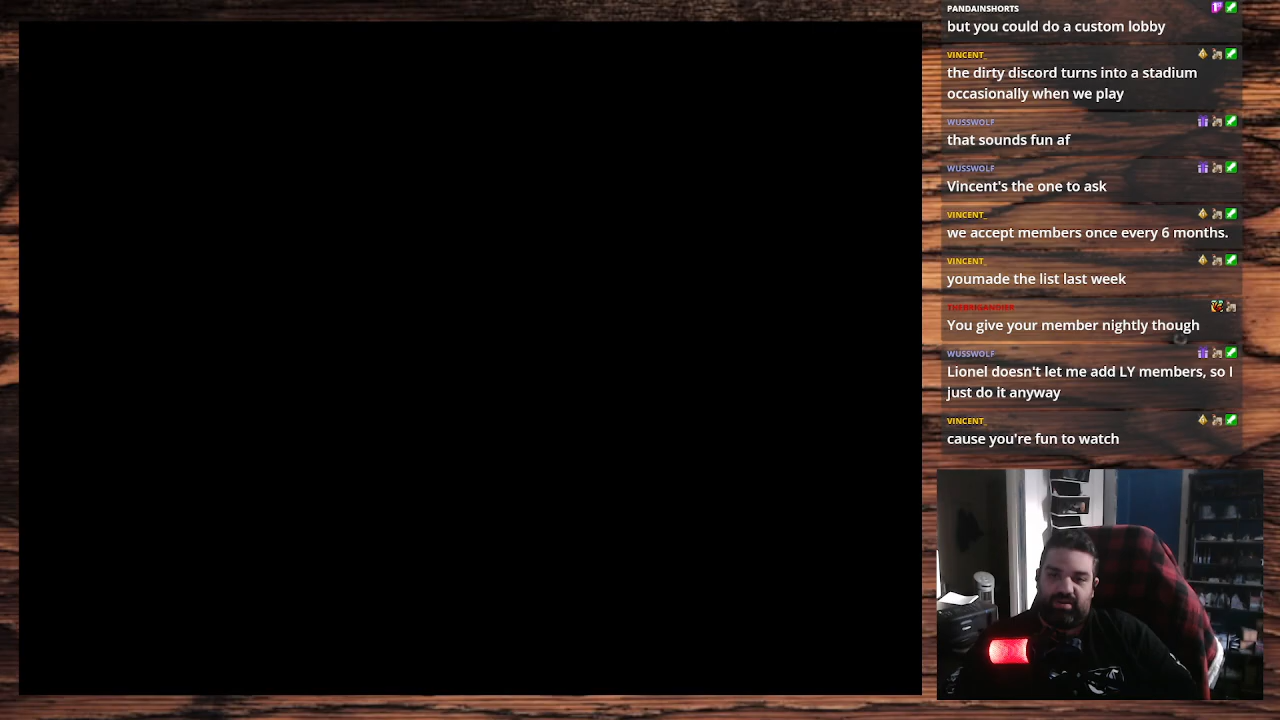 PANDAINSHORTS
but you could do a custom lobby
VINCENT_
the dirty discord turns into a stadium
occasionally when we play
WUSSWOLF
that sounds fun af
WUSSWOLF
Vincent's the one to ask
VINCENT_
we accept members once every 6 months.
VINCENT_
youmade the list last week
THEBRIGANDIER
You give your member nightly though
WUSSWOLF
Lionel doesn't let me add LY members, so I
just do it anyway
VINCENT_
cause you're fun to watch